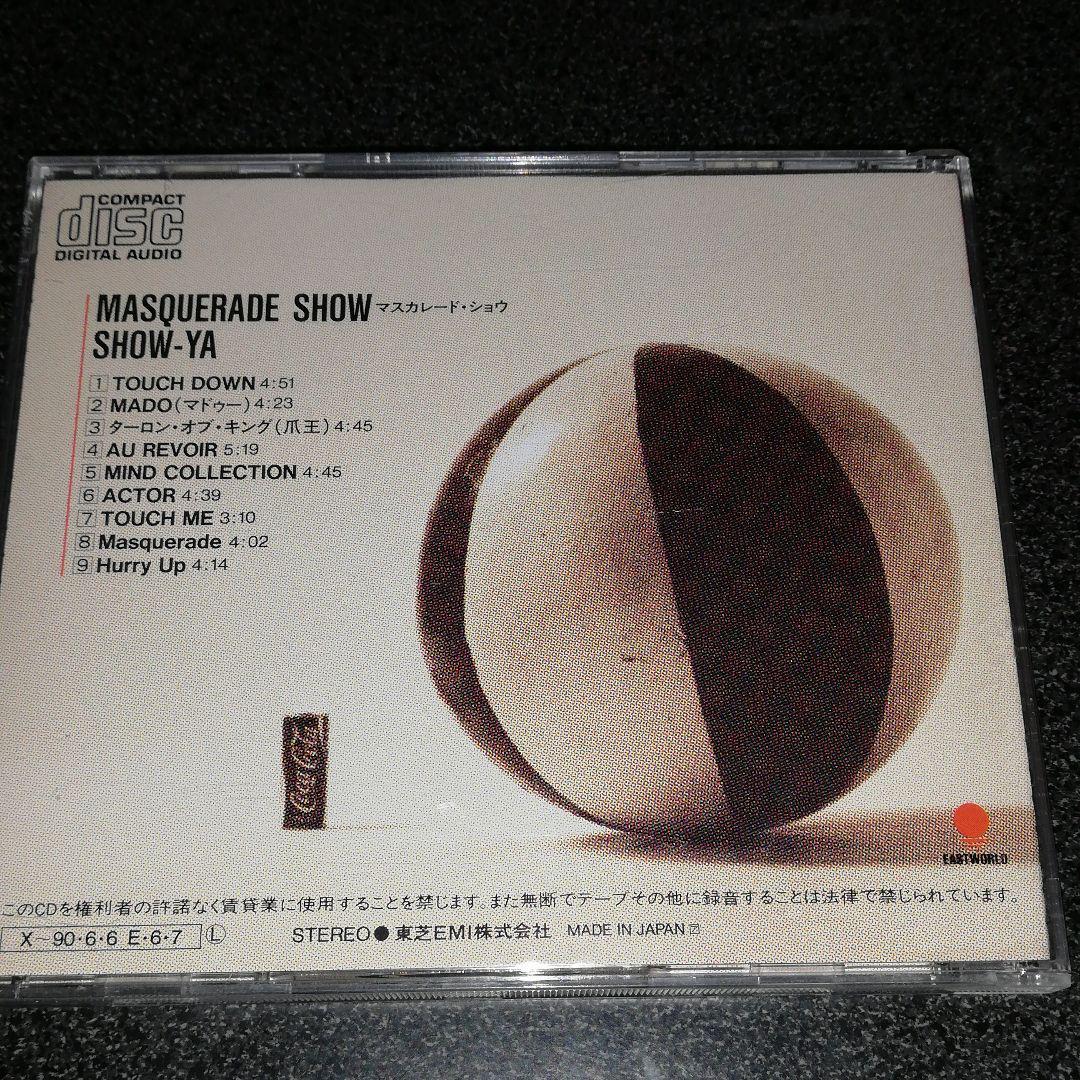 COMPACT
disc
DIGITAL AUDIO
MASQUERADE SHOW マスカレード・ショウ
SHOW-YA
1 TOUCH DOWN 4:51
2 MADO(マドゥー) 4:23
3 ターロン・オブ・キング(爪王) 4:45
4 AU REVOIR 5:19
5 MIND COLLECTION 4:45
6 ACTOR 4:39
7 TOUCH ME 3:10
8 Masquerade 4:02
9 Hurry Up 4:14
Coca-Cola
EASTWORLD
このCDを権利者の許諾なく賃貸業に使用することを禁じます。また無断でテープその他に録音することは法律で禁じられています。
X-90・6・6 E・6・7 Ⓛ STEREO ● 東芝EMI株式会社 MADE IN JAPAN